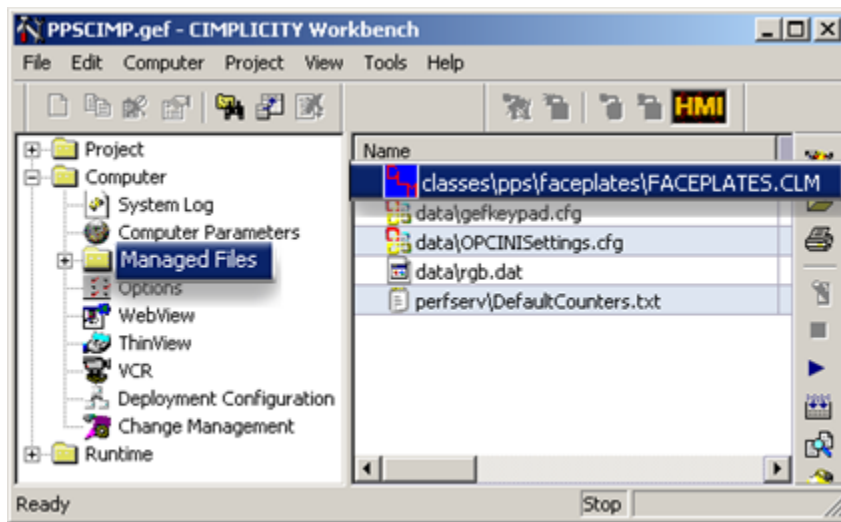 PPSCIMP.gef - CIMPLICITY Workbench
File Edit Computer Project View Tools Help
HMI
Project
Computer
System Log
Computer Parameters
Managed Files
Options
WebView
ThinView
VCR
Deployment Configuration
Change Management
Runtime
Name
classes\pps\faceplates\FACEPLATES.CLM
data\gefkeypad.cfg
data\OPCINISettings.cfg
data\rgb.dat
perfserv\DefaultCounters.txt
Ready
Stop